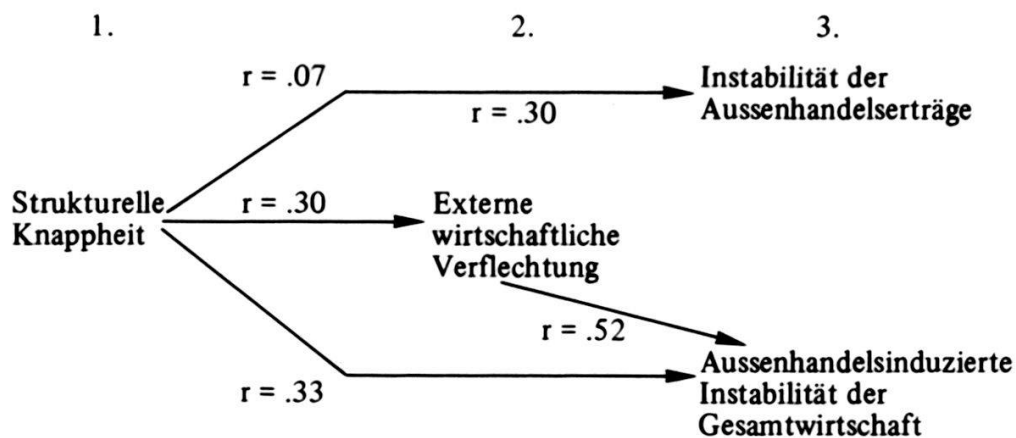 1.
2.
3.
r = .07
Instabilität der
Aussenhandelserträge
r = .30
Strukturelle
Knappheit
r = .30
Externe
wirtschaftliche
Verflechtung
r = .52
Aussenhandelsinduzierte
Instabilität der
Gesamtwirtschaft
r = .33